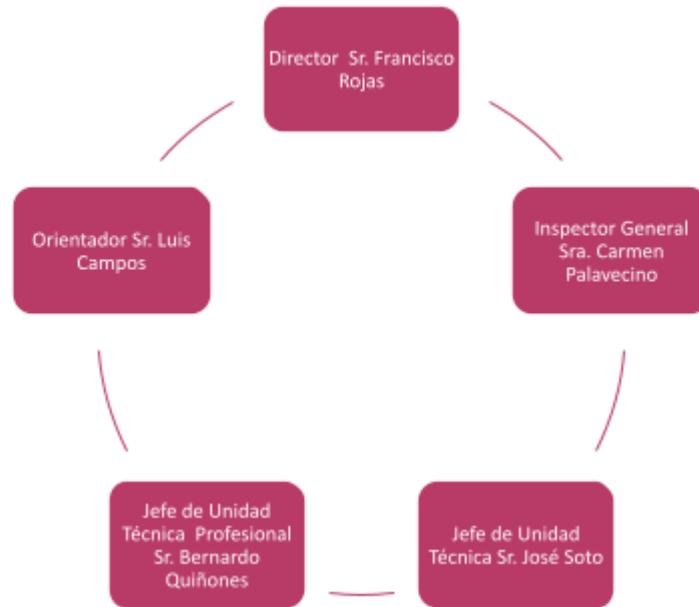 Director  Sr. Francisco
Rojas
Orientador Sr. Luis
Campos
Inspector General
Sra. Carmen
Palavecino
Jefe de Unidad
Técnica  Profesional
Sr. Bernardo
Quiñones
Jefe de Unidad
Técnica Sr. José Soto